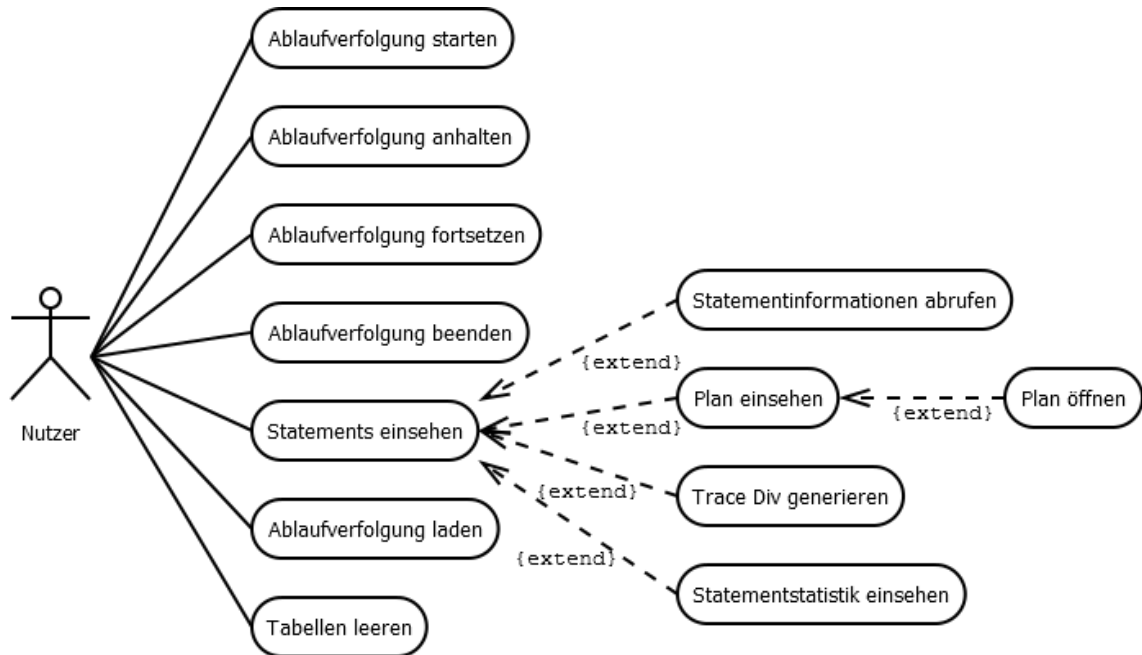 Ablaufverfolgung starten
Ablaufverfolgung anhalten
Ablaufverfolgung fortsetzen
Statementinformationen abrufen
Ablaufverfolgung beenden
{extend}
Plan einsehen
Plan öffnen
{extend}
{extend}
Nutzer
Statements einsehen
{extend}
Trace Div generieren
Ablaufverfolgung laden
{extend}
Statementstatistik einsehen
Tabellen leeren